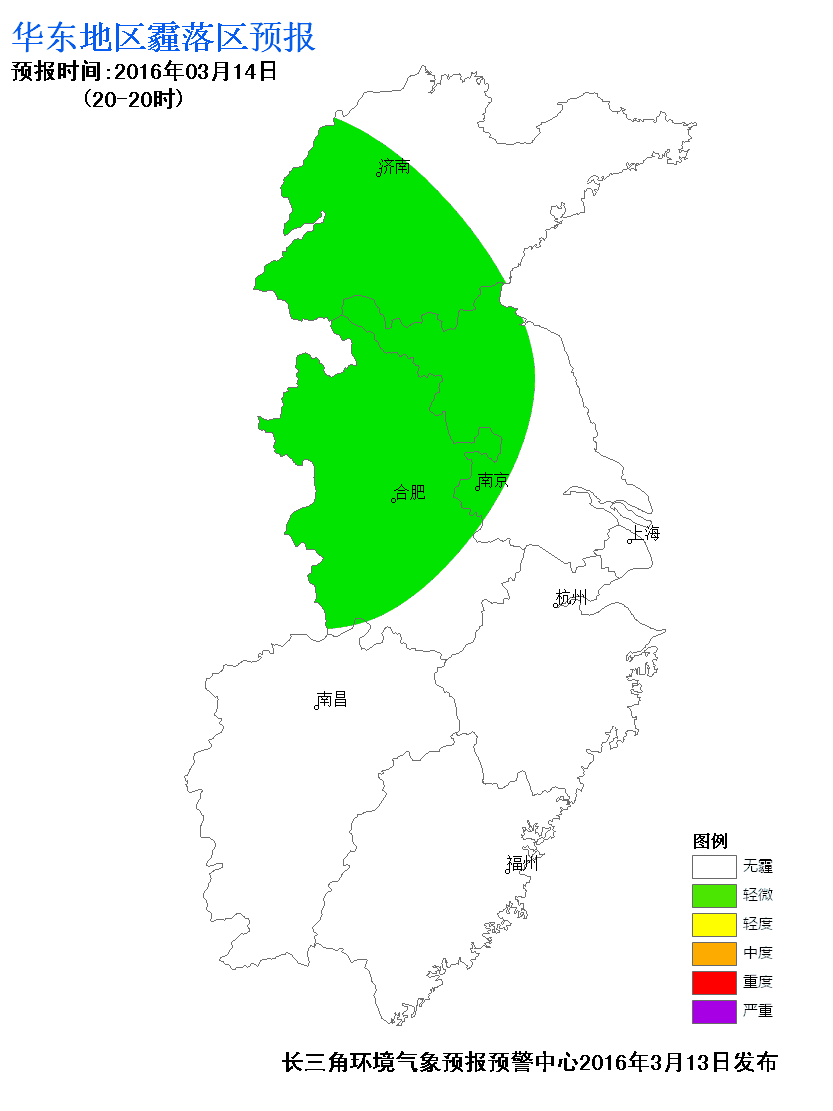 华东地区霾落区预报
预报时间:2016年03月14日
(20-20时)
济南
南京
合肥
上海
杭州
南昌
福州
图例
无霾
轻微
轻度
中度
重度
严重
长三角环境气象预报预警中心2016年3月13日发布